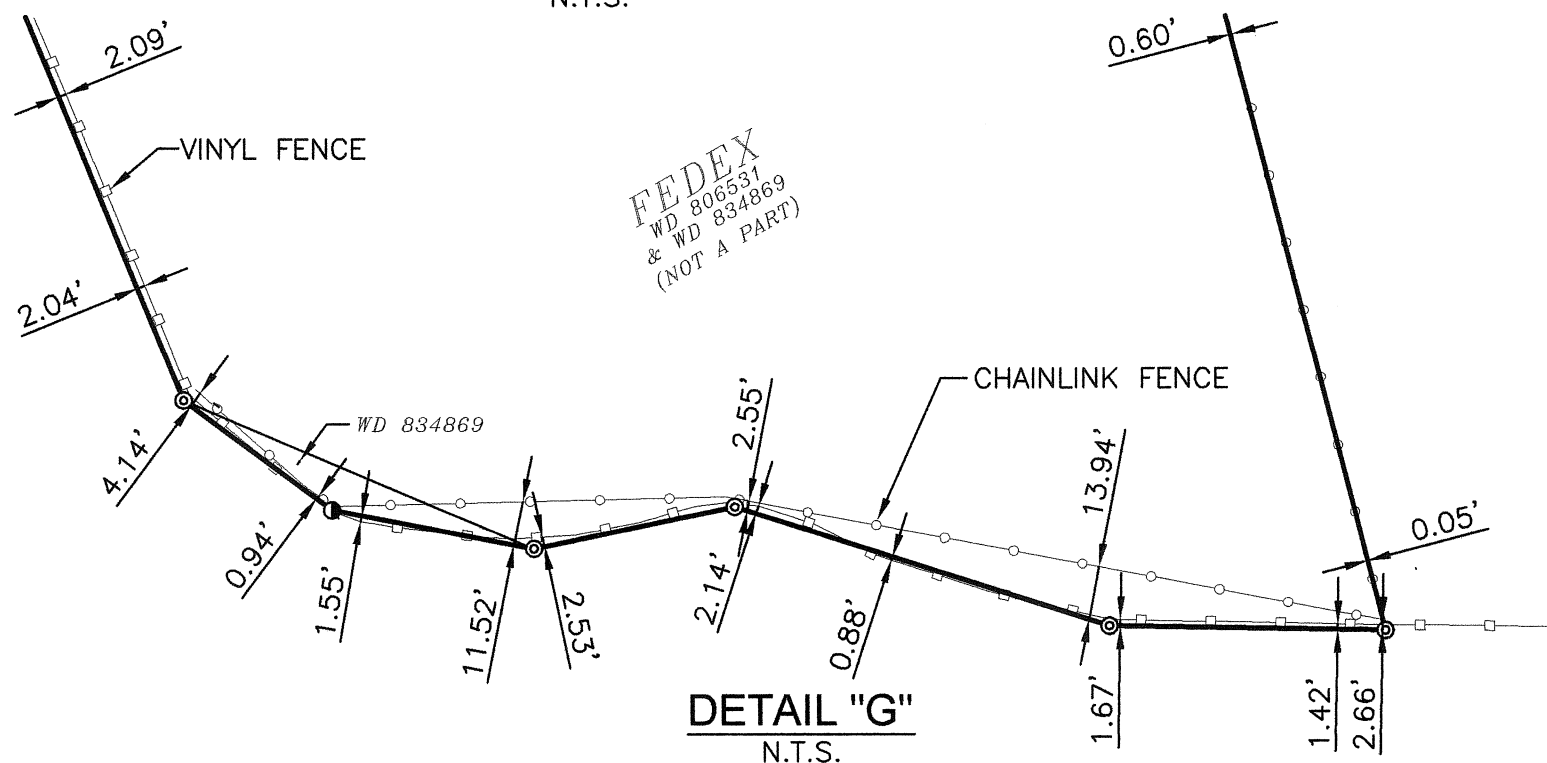 N.T.S.
2.09'
0.60'
VINYL FENCE
FEDEX
WD 806531
& WD 834869
(NOT A PART)
2.04'
CHAINLINK FENCE
2.55'
WD 834869
4.14'
13.94'
0.94'
1.55'
11.52'
2.53'
2.14'
0.88'
0.05'
1.67'
1.42'
2.66'
DETAIL "G"
N.T.S.